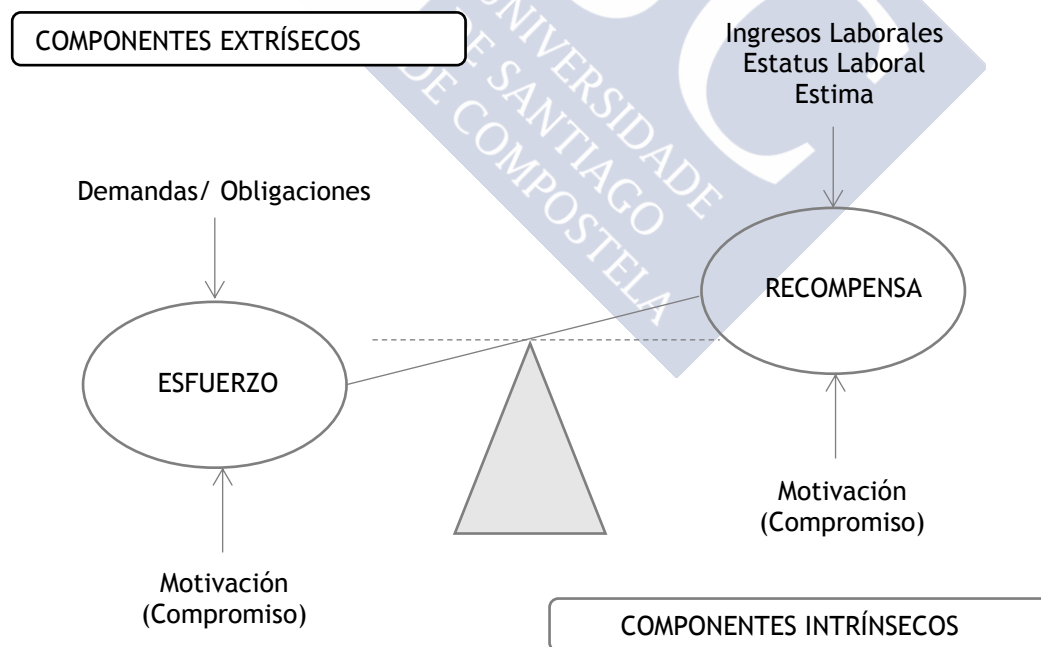 COMPONENTES EXTRÍSECOS
Ingresos Laborales
Estatus Laboral
Estima
UNIVERSIDADE
DE SANTIAGO
DE COMPOSTELA
Demandas/ Obligaciones
RECOMPENSA
ESFUERZO
Motivación
(Compromiso)
Motivación
(Compromiso)
COMPONENTES INTRÍNSECOS